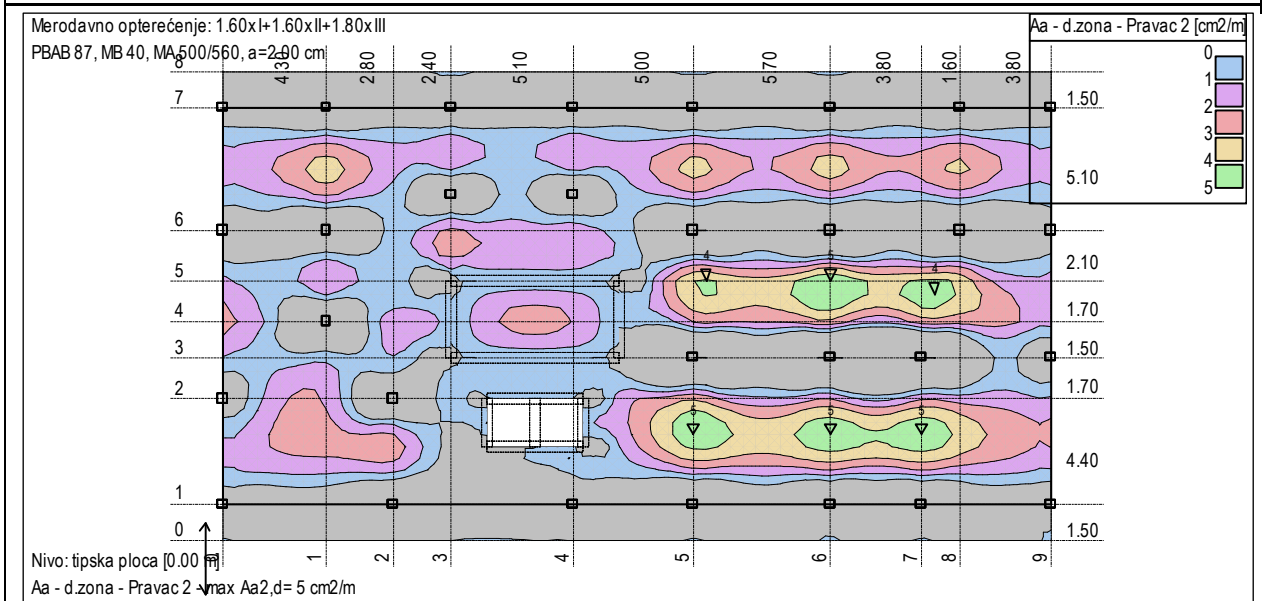 Merodavno opterećenje: 1.60xI+1.60xII+1.80xIII
PBAB 87, MB 40, MA 500/560, a=2.00 cm
Aa - d.zona - Pravac 2 [cm2/m]
0
1
2
3
4
5
430 280 240 510 500 570 380 160 380
8
7
1.50
5.10
6
2.10
5
1.70
4
1.50
3
1.70
2
4.40
1
1.50
0
4 5 4
5 5 5
1 2 3 4 5 6 7 8 9
Nivo: tipska ploca [0.00 m]
Aa - d.zona - Pravac 2 - max Aa2,d= 5 cm2/m